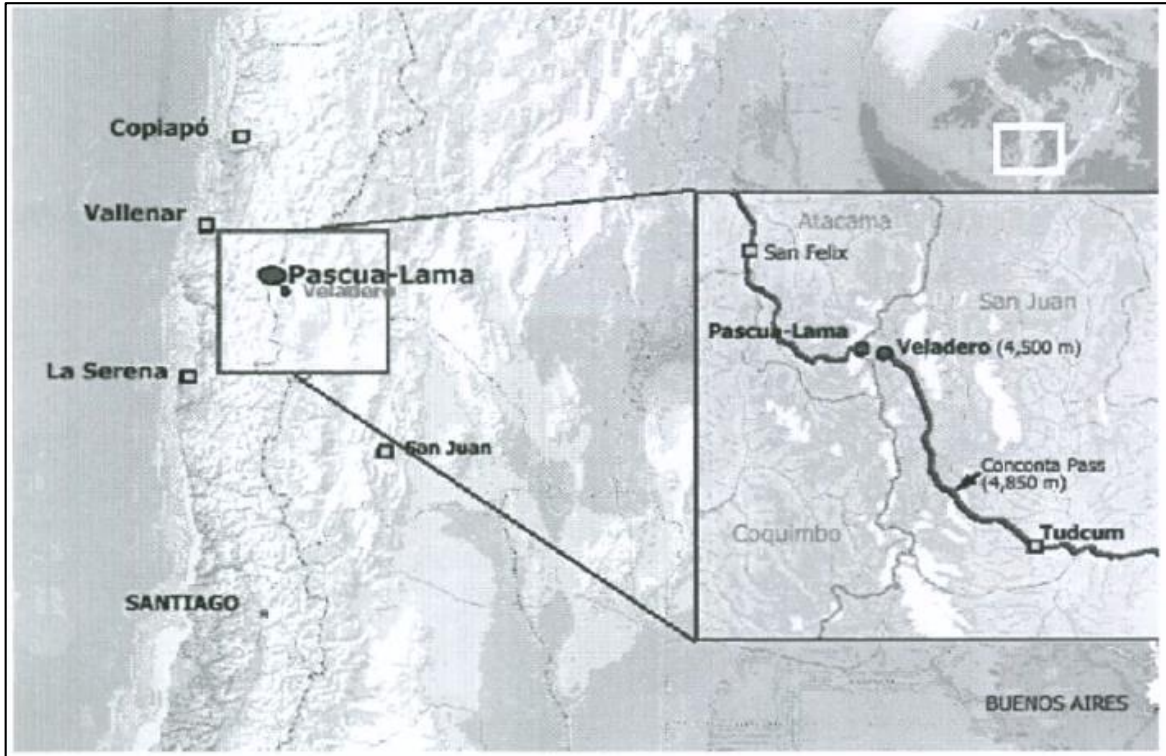 Copiapó
Vallenar
Pascua-Lama
Veladero
La Serena
San Juan
SANTIAGO
Atacama
San Felix
San Juan
Pascua-Lama
Veladero (4,500 m)
Conconta Pass
(4,850 m)
Coquimbo
Tudcum
BUENOS AIRES